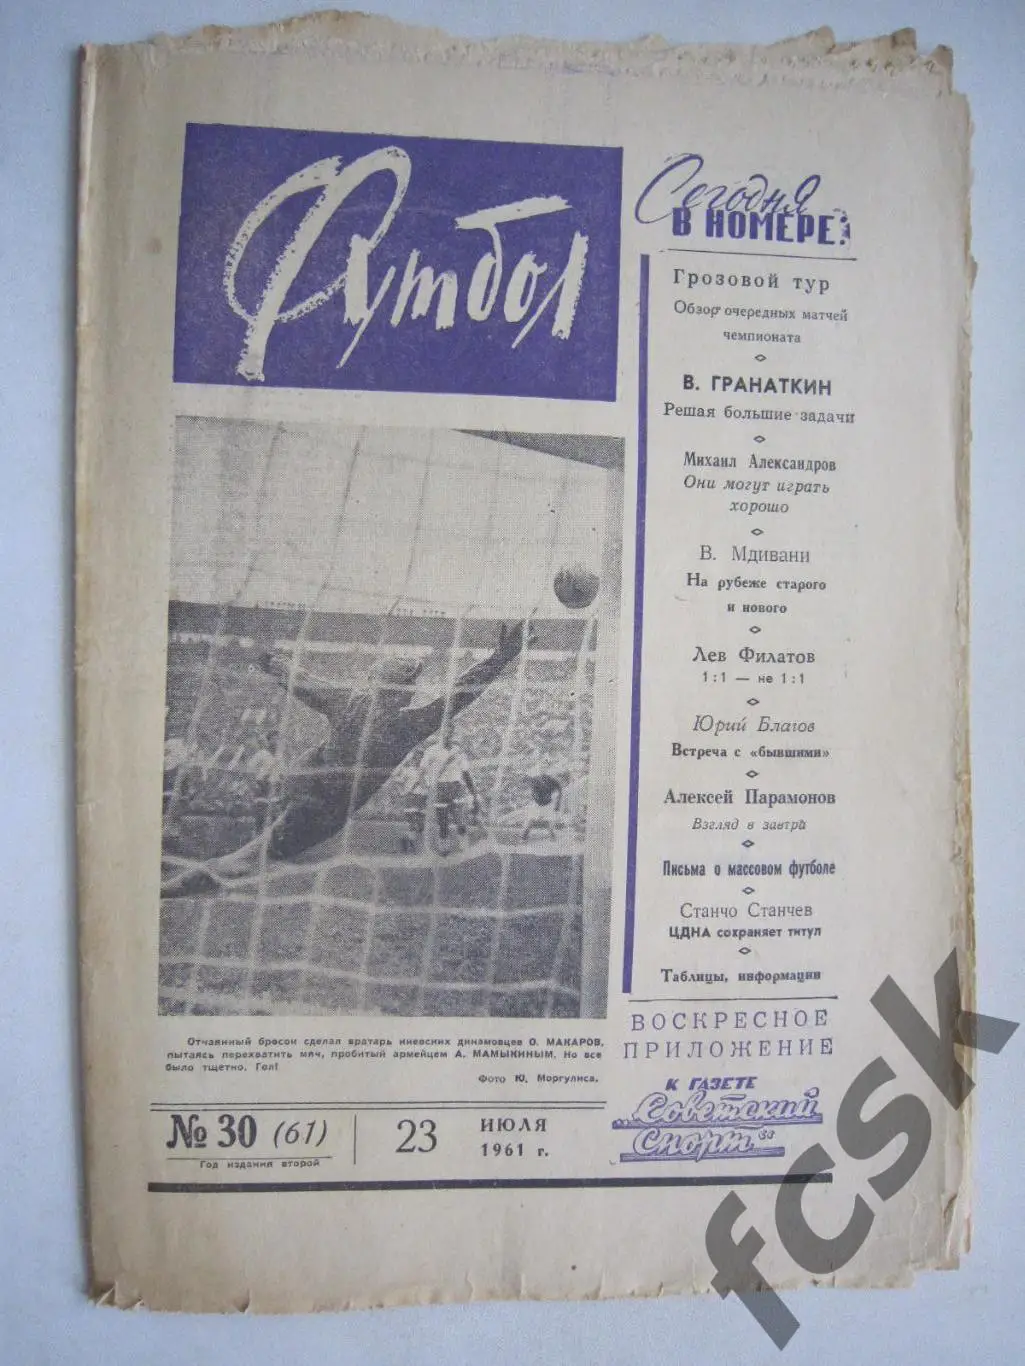 Футбол
Сегодня
В НОМЕРЕ:
Грозовой тур
Обзор очередных матчей
чемпионата
В. ГРАНАТКИН
Решая большие задачи
Михаил Александров
Они могут играть
хорошо
В. Мдивани
На рубеже старого
и нового
Лев Филатов
1:1 — не 1:1
Юрий Благов
Встреча с «бывшими»
Алексей Парамонов
Взгляд в завтра
Письма о массовом футболе
Станчо Станчев
ЦДНА сохраняет титул
Таблицы, информации
ВОСКРЕСНОЕ
ПРИЛОЖЕНИЕ
К ГАЗЕТЕ
„Советский
спорт“
Отчаянный бросок сделал вратарь киевских динамовцев О. МАКАРОВ,
пытаясь перехватить мяч, пробитый армейцем А. МАМЫКИНЫМ. Но все
было тщетно. Гол!
Фото Ю. Моргулиса.
№ 30 (61)
Год издания второй
23
ИЮЛЯ
1961 г.
fcsk